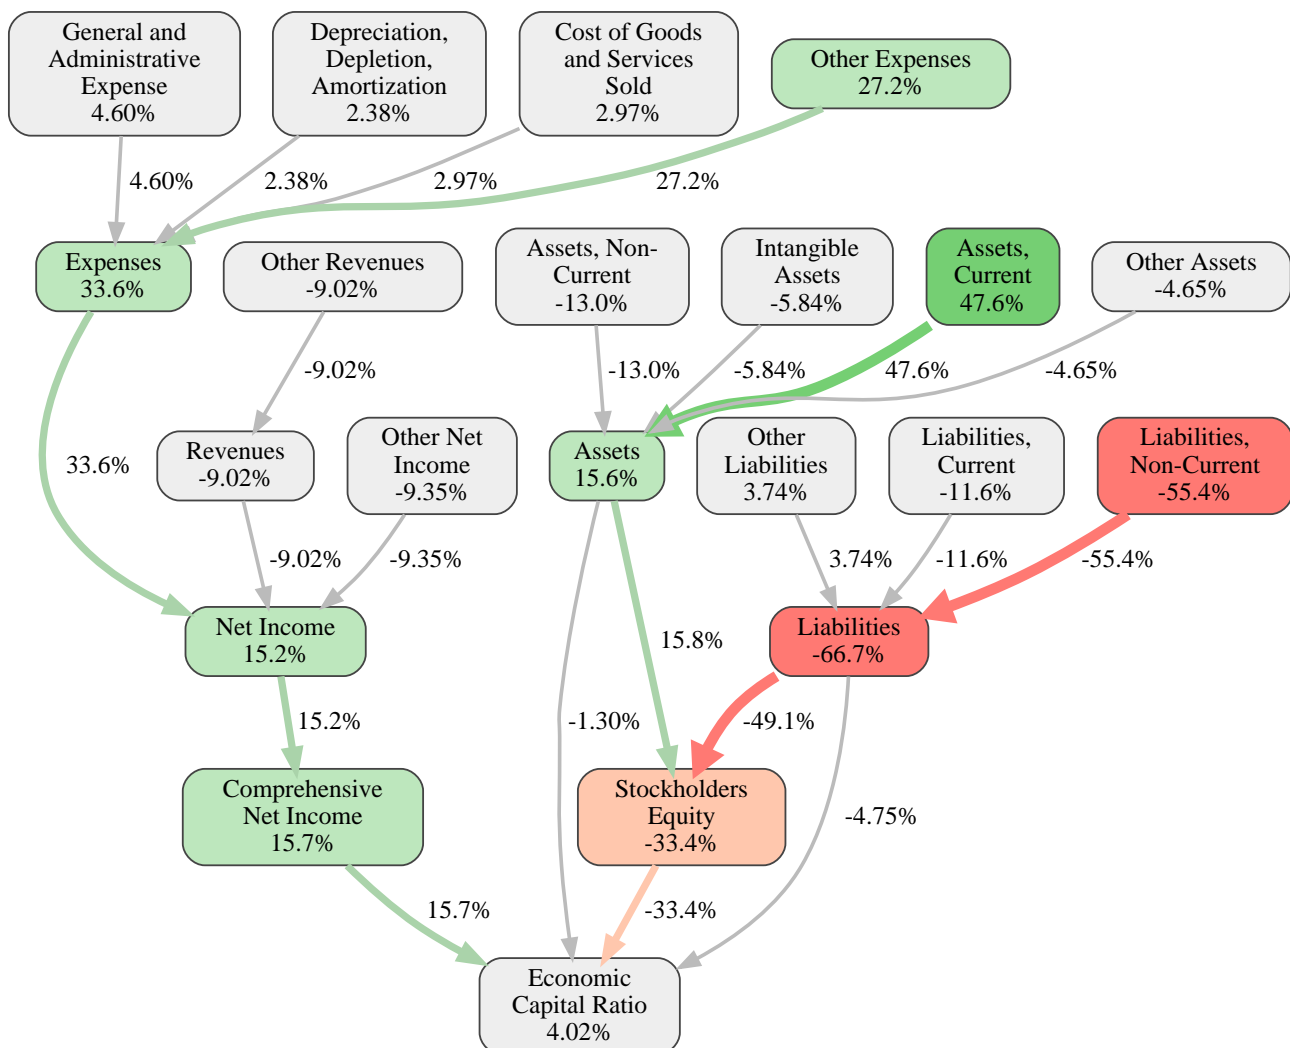 General and
Administrative
Expense
4.60%
Depreciation,
Depletion,
Amortization
2.38%
Cost of Goods
and Services
Sold
2.97%
Other Expenses
27.2%
4.60%
2.38%
2.97%
27.2%
Expenses
33.6%
Other Revenues
-9.02%
Assets, Non-
Current
-13.0%
Intangible
Assets
-5.84%
Assets,
Current
47.6%
Other Assets
-4.65%
-9.02%
-13.0%
-5.84%
47.6%
-4.65%
33.6%
Revenues
-9.02%
Other Net
Income
-9.35%
Assets
15.6%
Other
Liabilities
3.74%
Liabilities,
Current
-11.6%
Liabilities,
Non-Current
-55.4%
-9.02%
-9.35%
3.74%
-11.6%
-55.4%
Net Income
15.2%
15.8%
Liabilities
-66.7%
15.2%
-1.30%
-49.1%
Comprehensive
Net Income
15.7%
Stockholders
Equity
-33.4%
-4.75%
15.7%
-33.4%
Economic
Capital Ratio
4.02%